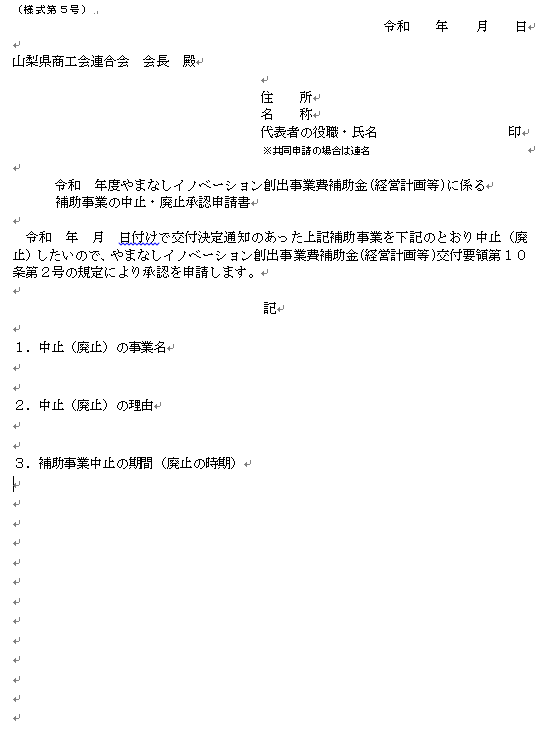 （様式第５号）
令和　　年　　月　　日
山梨県商工会連合会　会長　殿
住　　所
名　　称
代表者の役職・氏名　　　　　　　　　　印
※共同申請の場合は連名
令和　年度やまなしイノベーション創出事業費補助金(経営計画等)に係る
補助事業の中止・廃止承認申請書
令和　年　月　日付けで交付決定通知のあった上記補助事業を下記のとおり中止（廃
止）したいので、やまなしイノベーション創出事業費補助金(経営計画等)交付要領第１０
条第２号の規定により承認を申請します。
記
１．中止（廃止）の事業名
２．中止（廃止）の理由
３．補助事業中止の期間（廃止の時期）